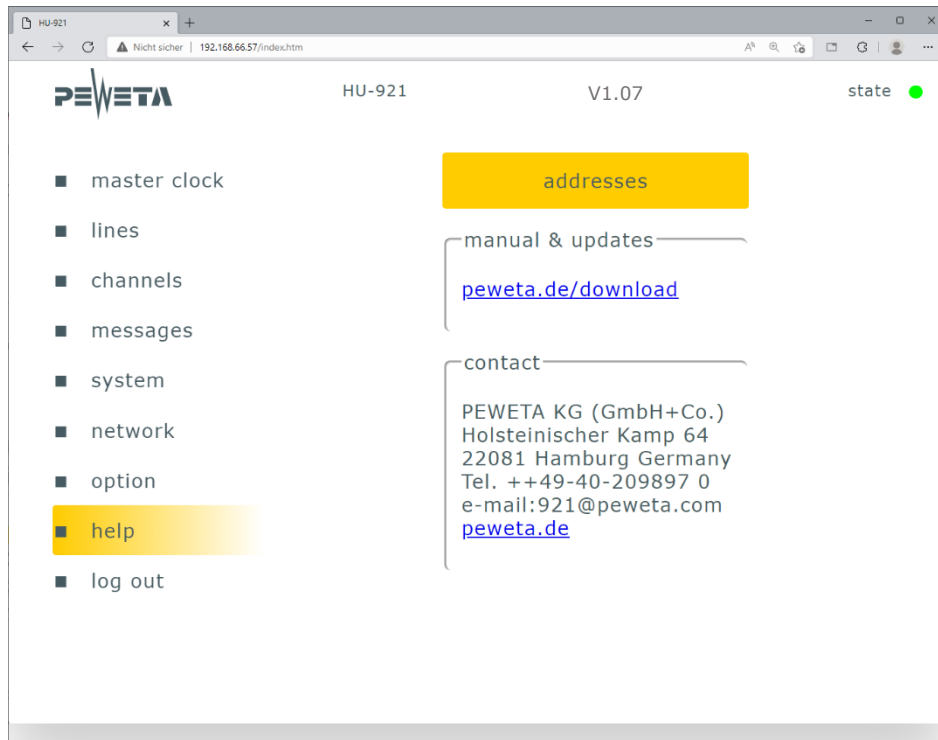 HU-921
Nicht sicher | 192.168.66.57/index.htm
PEWETA
HU-921
V1.07
state
master clock
lines
channels
messages
system
network
option
help
log out
addresses
manual & updates
peweta.de/download
contact
PEWETA KG (GmbH+Co.)
Holsteinischer Kamp 64
22081 Hamburg Germany
Tel. ++49-40-209897 0
e-mail:921@peweta.com
peweta.de